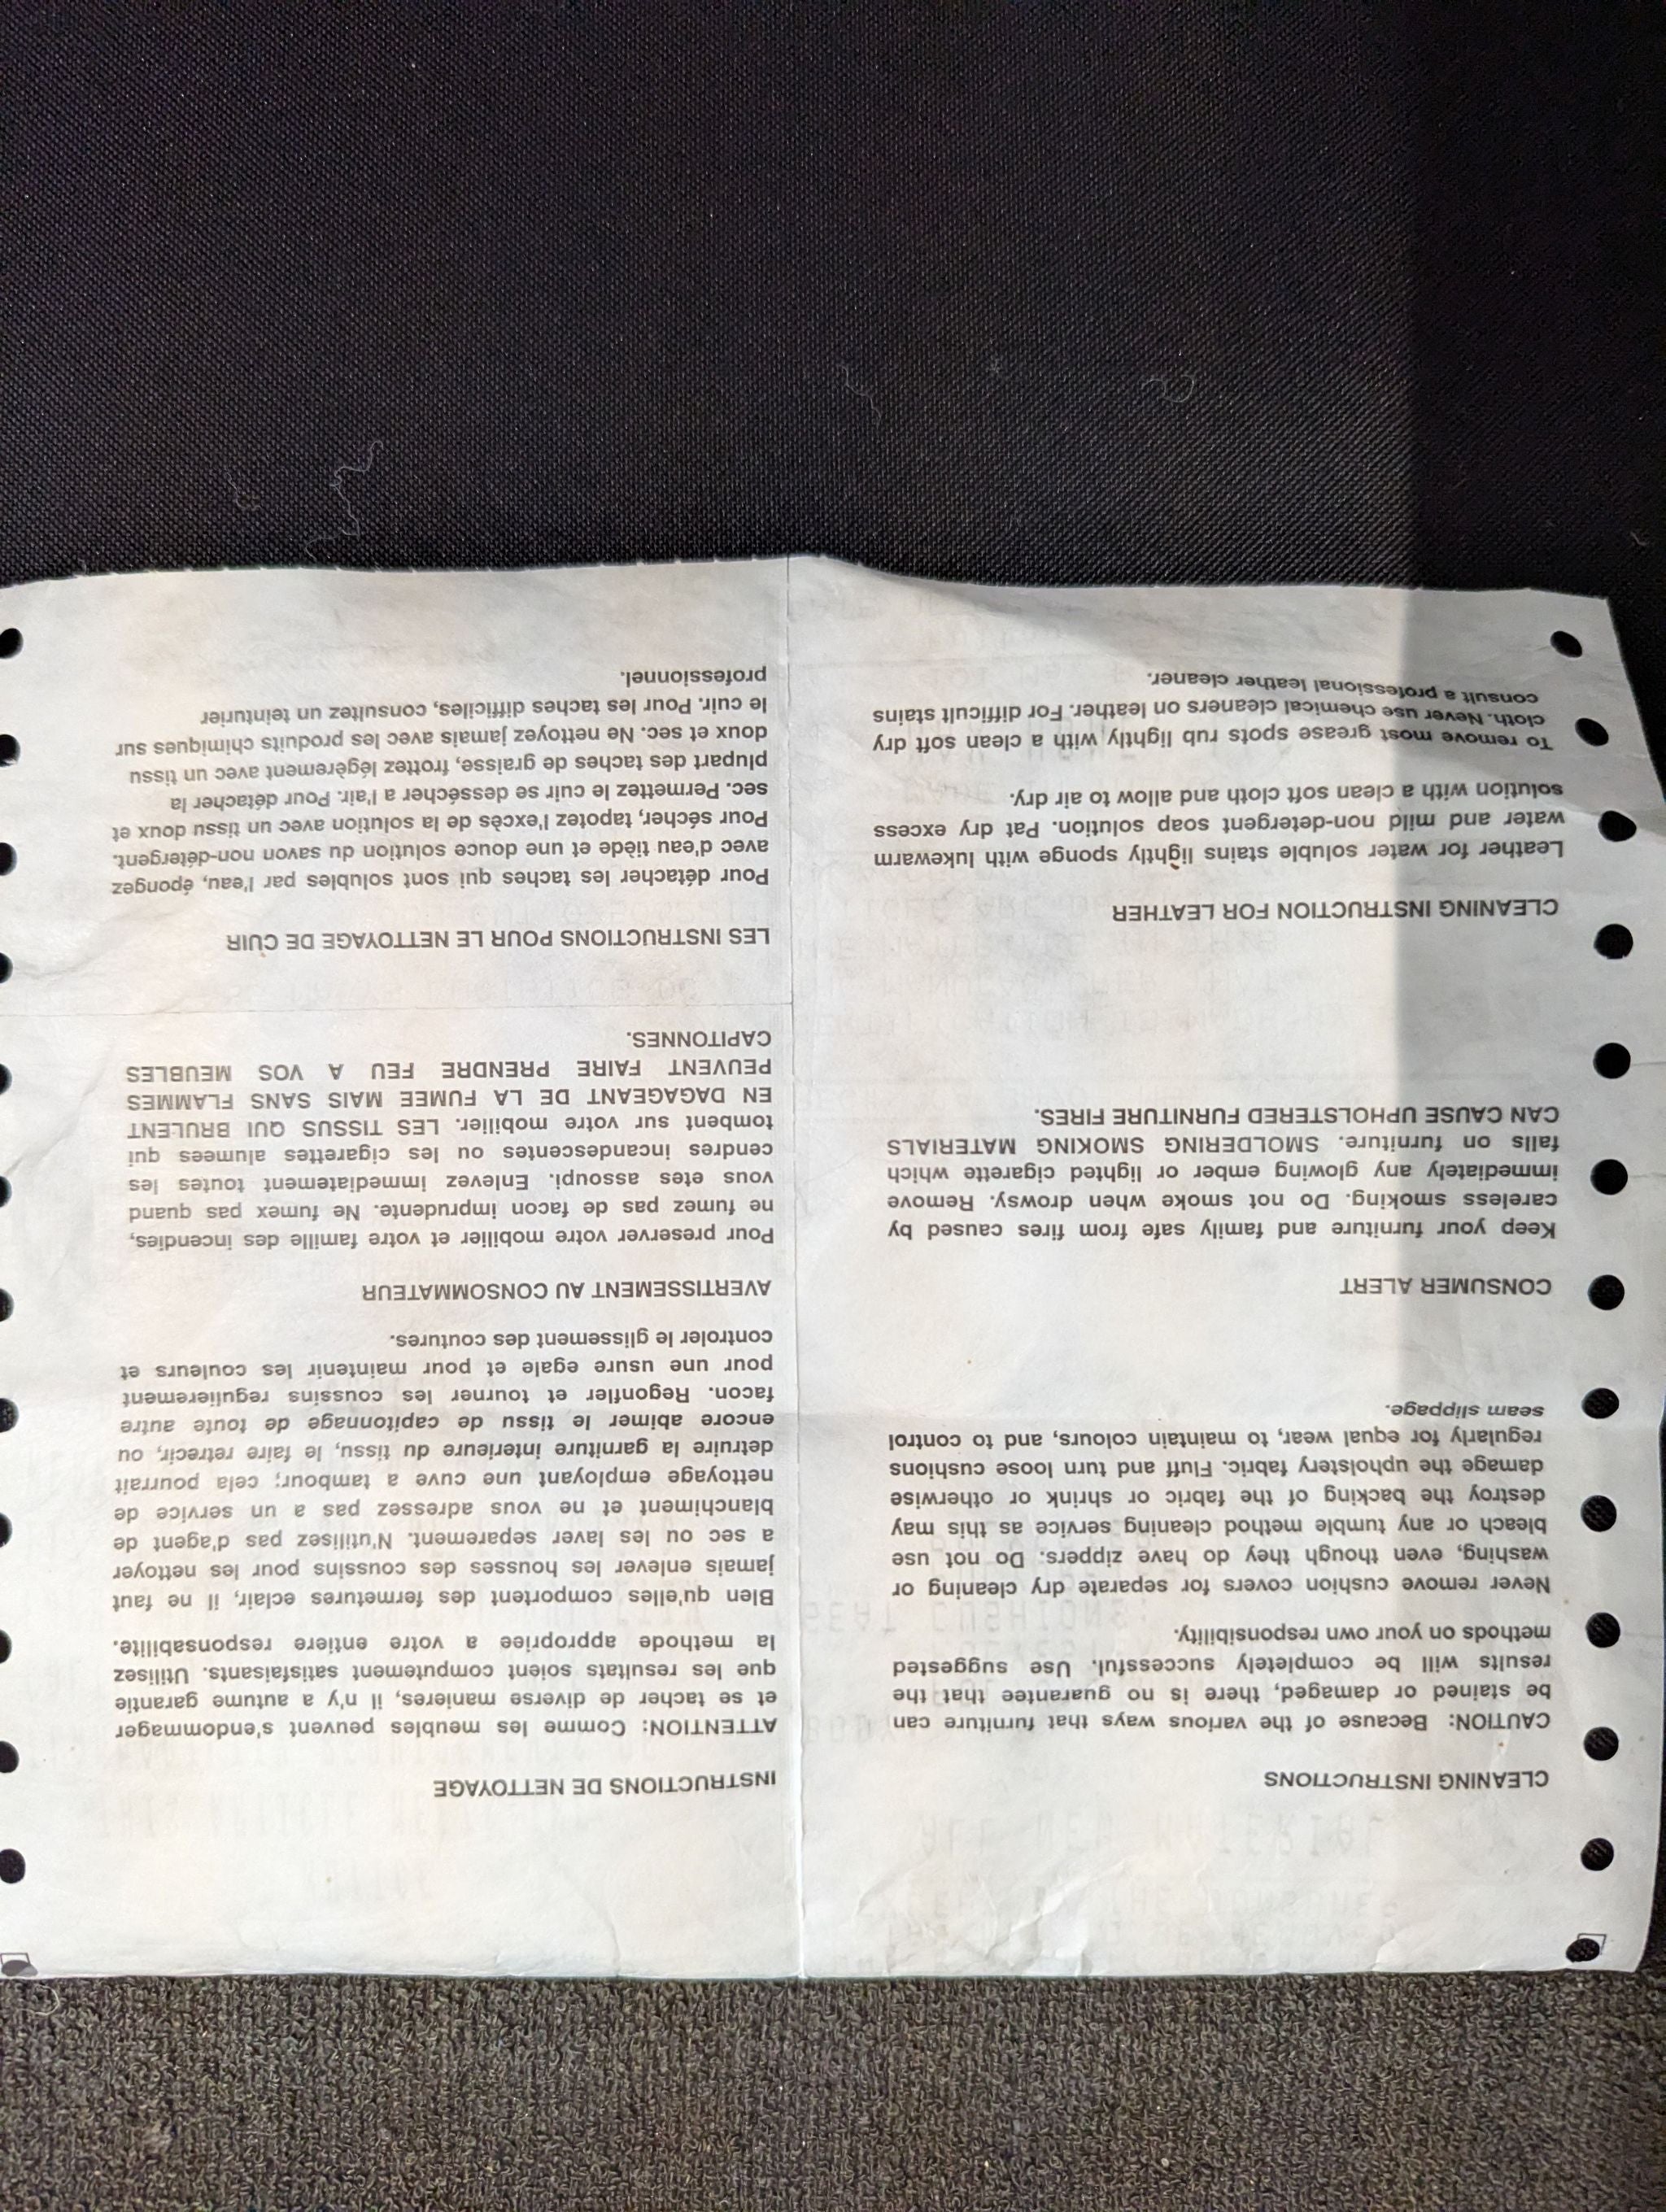 CLEANING INSTRUCTIONS
CAUTION: Because of the various ways that furniture can
be stained or damaged, there is no guarantee that the
results will be completely successful. Use suggested
methods on your own responsibility.
Never remove cushion covers for separate dry cleaning or
washing, even though they do have zippers. Do not use
bleach or any tumble method cleaning service as this may
destroy the backing of the fabric or shrink or otherwise
damage the upholstery fabric. Fluff and turn loose cushions
regularly for equal wear, to maintain colours, and to control
seam slippage.
CONSUMER ALERT
Keep your furniture and family safe from fires caused by
careless smoking. Do not smoke when drowsy. Remove
immediately any glowing ember or lighted cigarette which
falls on furniture. SMOLDERING SMOKING MATERIALS
CAN CAUSE UPHOLSTERED FURNITURE FIRES.
CLEANING INSTRUCTION FOR LEATHER
Leather for water soluble stains lightly sponge with lukewarm
water and mild non-detergent soap solution. Pat dry excess
solution with a clean soft cloth and allow to air dry.
To remove most grease spots rub lightly with a clean soft dry
cloth. Never use chemical cleaners on leather. For difficult stains
consult a professional leather cleaner.
INSTRUCTIONS DE NETTOYAGE
ATTENTION: Comme les meubles peuvent s'endommager
et se tacher de diverse manieres, il n'y a autume garantie
que les resultats soient computement satisfaisants. Utilisez
la methode appropriee a votre entiere responsabilite.
Bien qu'elles comportent des fermetures eclair, il ne faut
jamais enlever les housses des coussins pour les nettoyer
a sec ou les laver separement. N'utilisez pas d'agent de
blanchiment et ne vous adressez pas a un service de
nettoyage employant une cuve a tambour; cela pourrait
detruire la garniture interieure du tissu, le faire retrecir, ou
encore abimer le tissu de capitonnage de toute autre
facon. Regonfler et tourner les coussins regulierement
pour une usure egale et pour maintenir les couleurs et
controler le glissement des coutures.
AVERTISSEMENT AU CONSOMMATEUR
Pour preserver votre mobilier et votre famille des incendies,
ne fumez pas de facon imprudente. Ne fumex pas quand
vous etes assoupi. Enlevez immediatement toutes les
cendres incandescentes ou les cigarettes alumees qui
tombent sur votre mobilier. LES TISSUS QUI BRULENT
EN DAGAGEANT DE LA FUMEE MAIS SANS FLAMMES
PEUVENT FAIRE PRENDRE FEU A VOS MEUBLES
CAPITONNES.
LES INSTRUCTIONS POUR LE NETTOYAGE DE CUIR
Pour détacher les taches qui sont solubles par l'eau, épongez
avec d'eau tiède et une douce solution du savon non-détergent.
Pour sécher, tapotez l'excès de la solution avec un tissu doux et
sec. Permettez le cuir se dessécher a l'air. Pour détacher la
plupart des taches de graisse, frottez légèrement avec un tissu
doux et sec. Ne nettoyez jamais avec les produits chimiques sur
le cuir. Pour les taches difficiles, consultez un teinturier
professionnel.